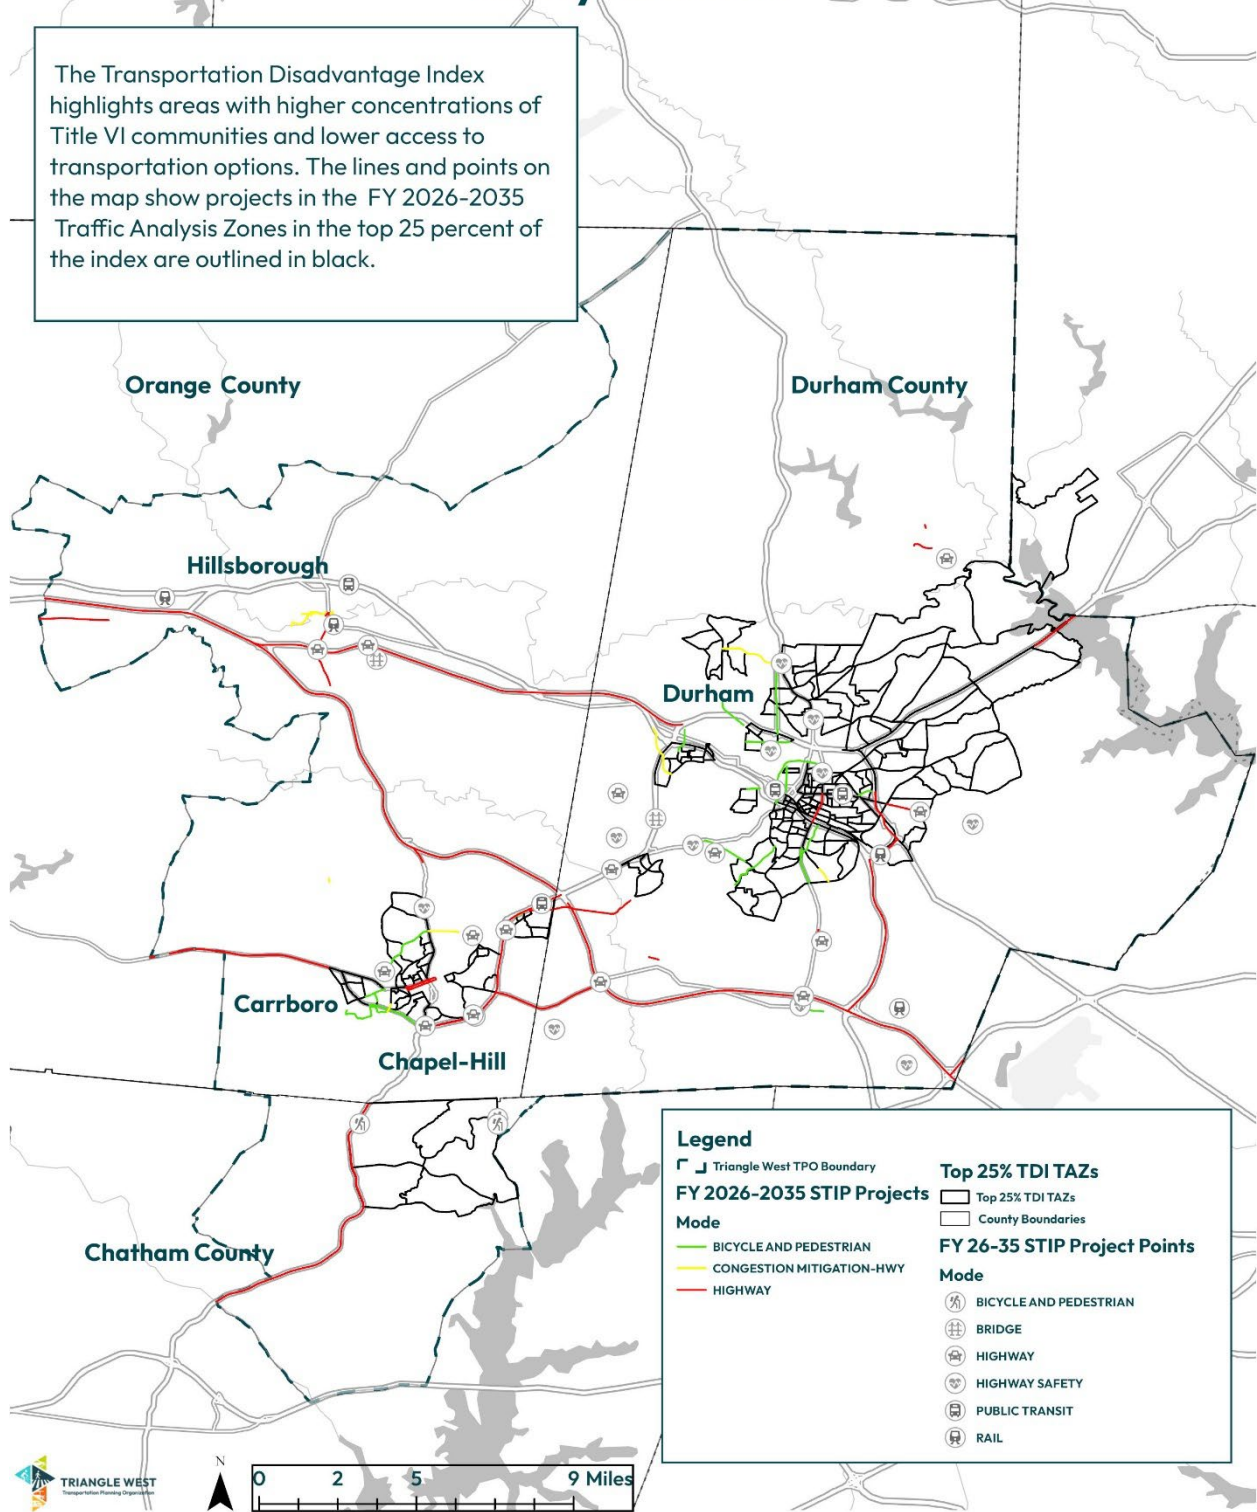 The Transportation Disadvantage Index
highlights areas with higher concentrations of
Title VI communities and lower access to
transportation options. The lines and points on
the map show projects in the FY 2026-2035
Traffic Analysis Zones in the top 25 percent of
the index are outlined in black.
Orange County
Durham County
Hillsborough
Durham
Carrboro
Chapel-Hill
Chatham County
Legend
Triangle West TPO Boundary
FY 2026-2035 STIP Projects
Mode
BICYCLE AND PEDESTRIAN
CONGESTION MITIGATION-HWY
HIGHWAY
Top 25% TDI TAZs
Top 25% TDI TAZs
County Boundaries
FY 26-35 STIP Project Points
Mode
BICYCLE AND PEDESTRIAN
BRIDGE
HIGHWAY
HIGHWAY SAFETY
PUBLIC TRANSIT
RAIL
TRIANGLE WEST
Transportation Planning Organization
N
0 2 5 9 Miles